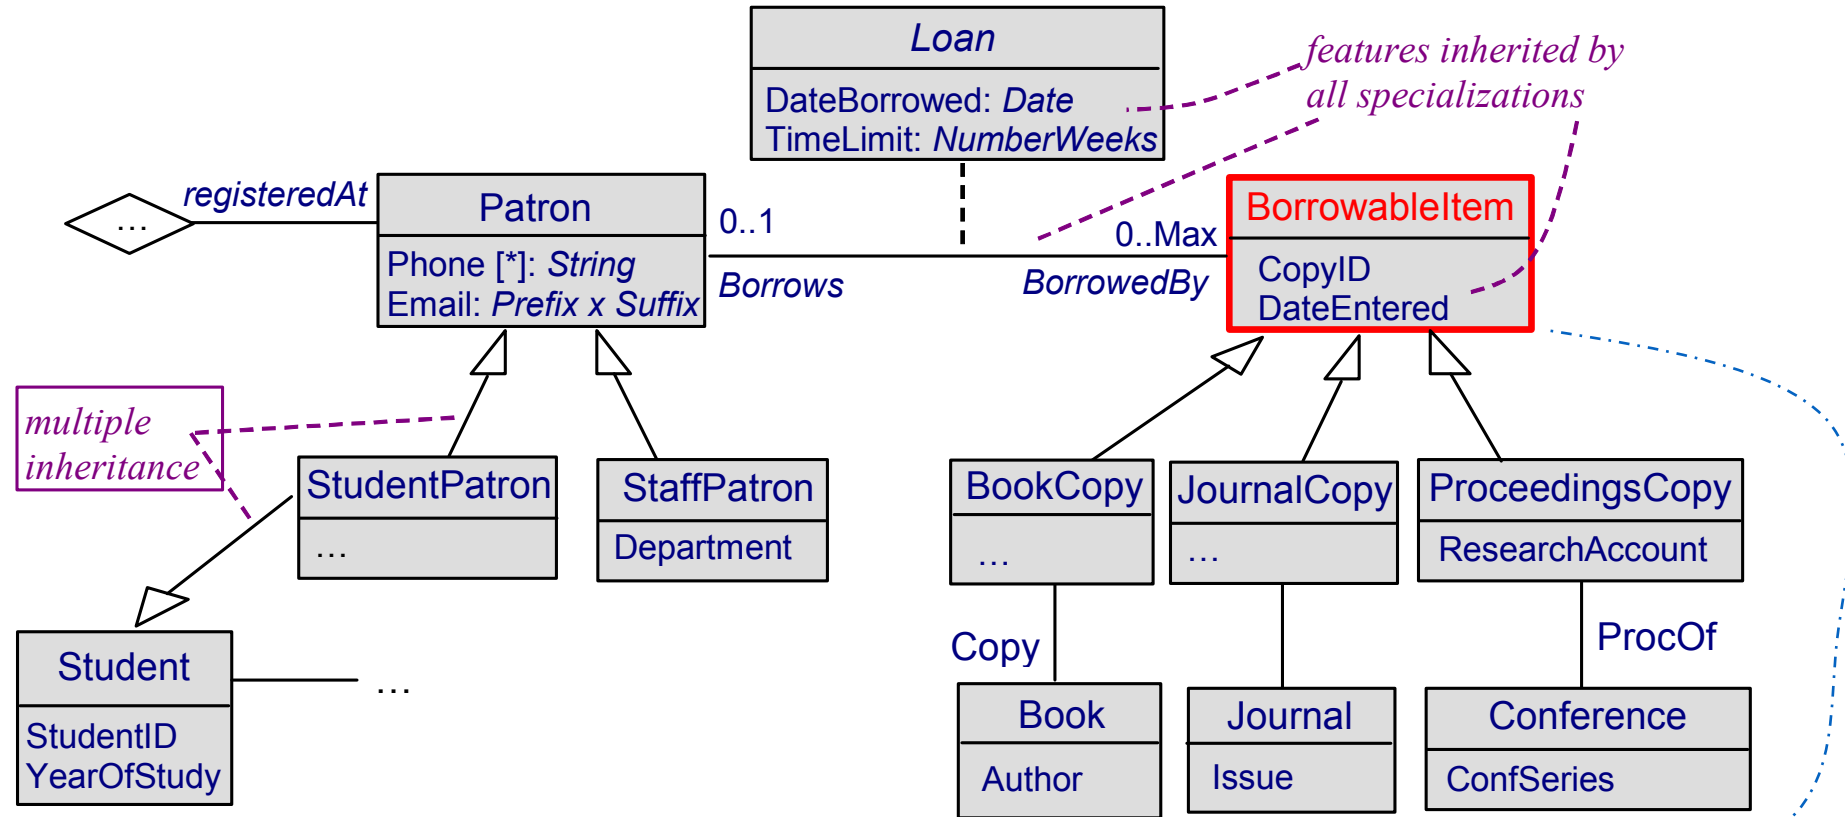 Loan
DateBorrowed: Date
TimeLimit: NumberWeeks
features inherited by
all specializations
...
registeredAt
Patron
Phone [*]: String
Email: Prefix x Suffix
0..1
Borrows
0..Max
BorrowedBy
BorrowableItem
CopyID
DateEntered
multiple
inheritance
StudentPatron
...
StaffPatron
Department
BookCopy
...
JournalCopy
...
ProceedingsCopy
ResearchAccount
Student
StudentID
YearOfStudy
...
Copy
ProcOf
Book
Author
Journal
Issue
Conference
ConfSeries